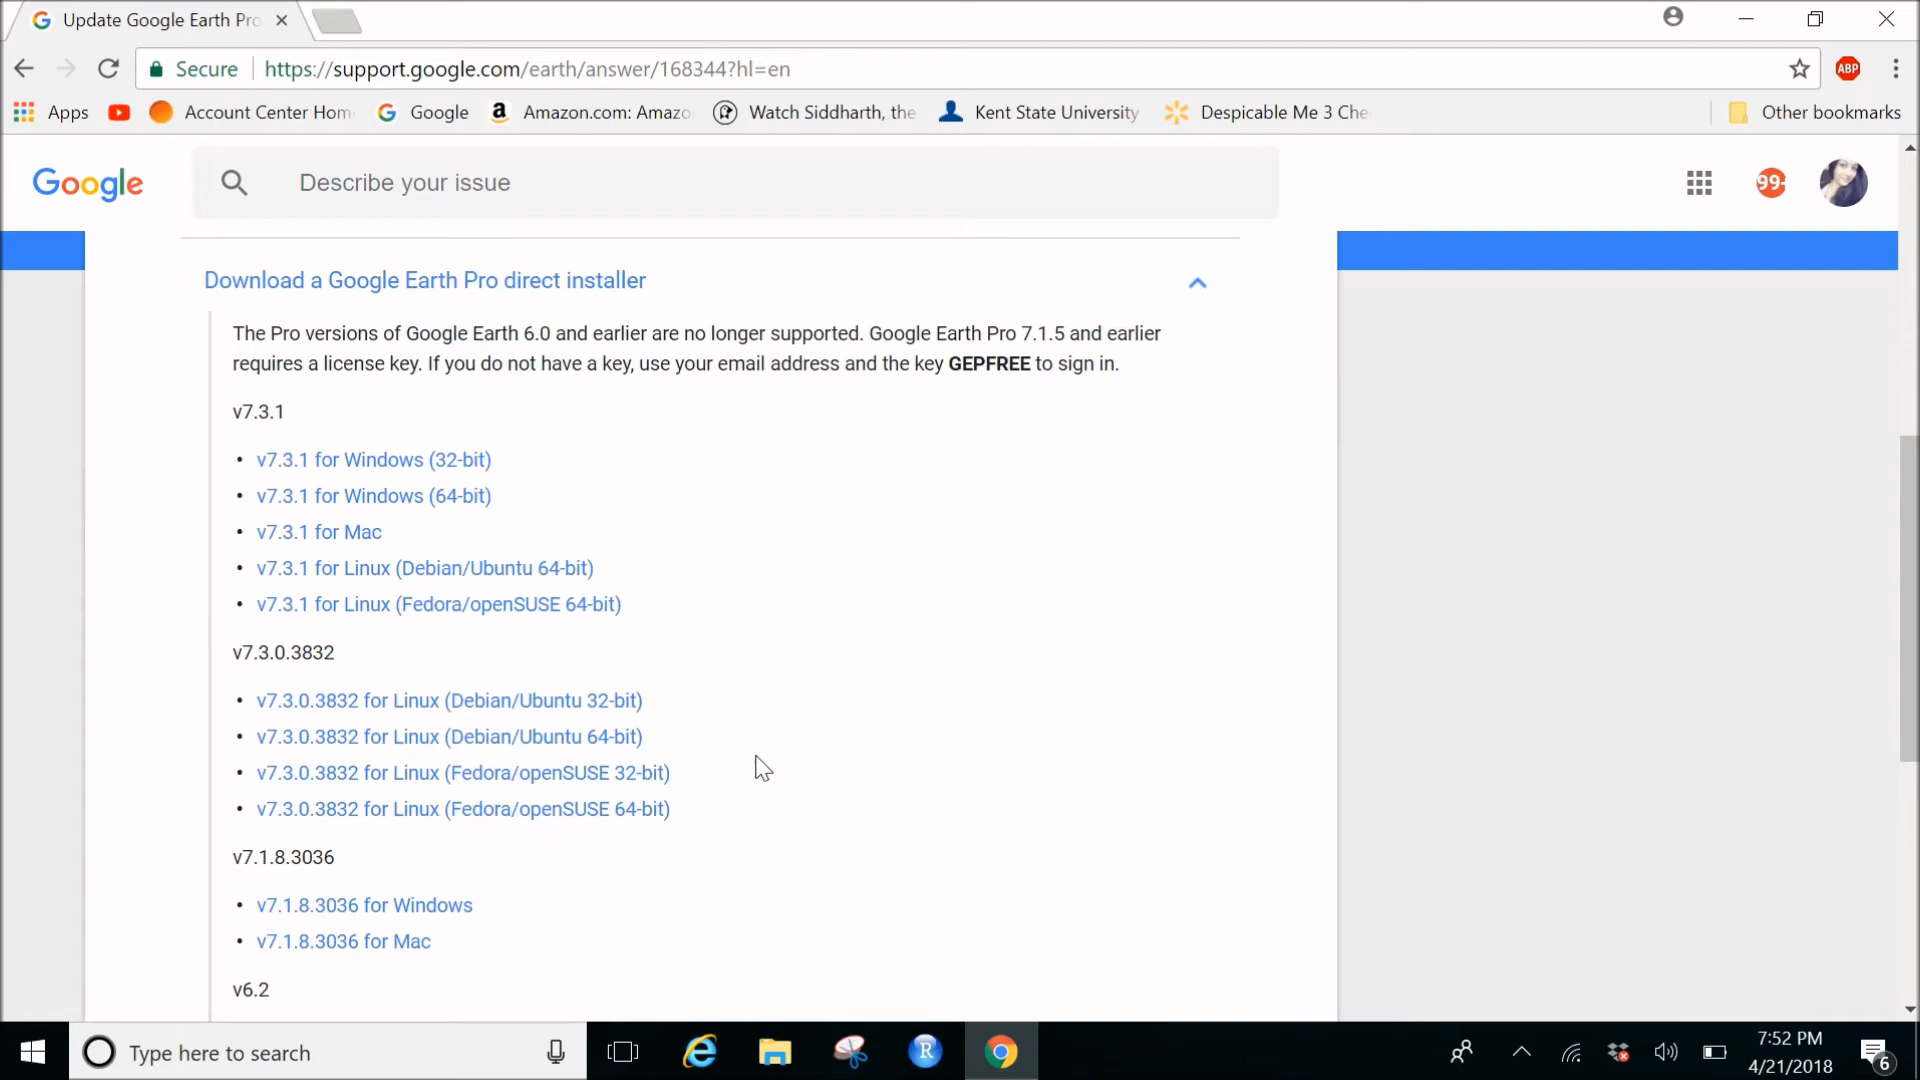 Update Google Earth Pro
Secure https://support.google.com/earth/answer/168344?hl=en
ABP
Apps Account Center Hom Google Amazon.com: Amazo Watch Siddharth, the Kent State University Despicable Me 3 Che Other bookmarks
Google Describe your issue 99+
Download a Google Earth Pro direct installer
The Pro versions of Google Earth 6.0 and earlier are no longer supported. Google Earth Pro 7.1.5 and earlier
requires a license key. If you do not have a key, use your email address and the key GEPFREE to sign in.
v7.3.1
• v7.3.1 for Windows (32-bit)
• v7.3.1 for Windows (64-bit)
• v7.3.1 for Mac
• v7.3.1 for Linux (Debian/Ubuntu 64-bit)
• v7.3.1 for Linux (Fedora/openSUSE 64-bit)
v7.3.0.3832
• v7.3.0.3832 for Linux (Debian/Ubuntu 32-bit)
• v7.3.0.3832 for Linux (Debian/Ubuntu 64-bit)
• v7.3.0.3832 for Linux (Fedora/openSUSE 32-bit)
• v7.3.0.3832 for Linux (Fedora/openSUSE 64-bit)
v7.1.8.3036
• v7.1.8.3036 for Windows
• v7.1.8.3036 for Mac
v6.2
Type here to search
R
7:52 PM
4/21/2018
6